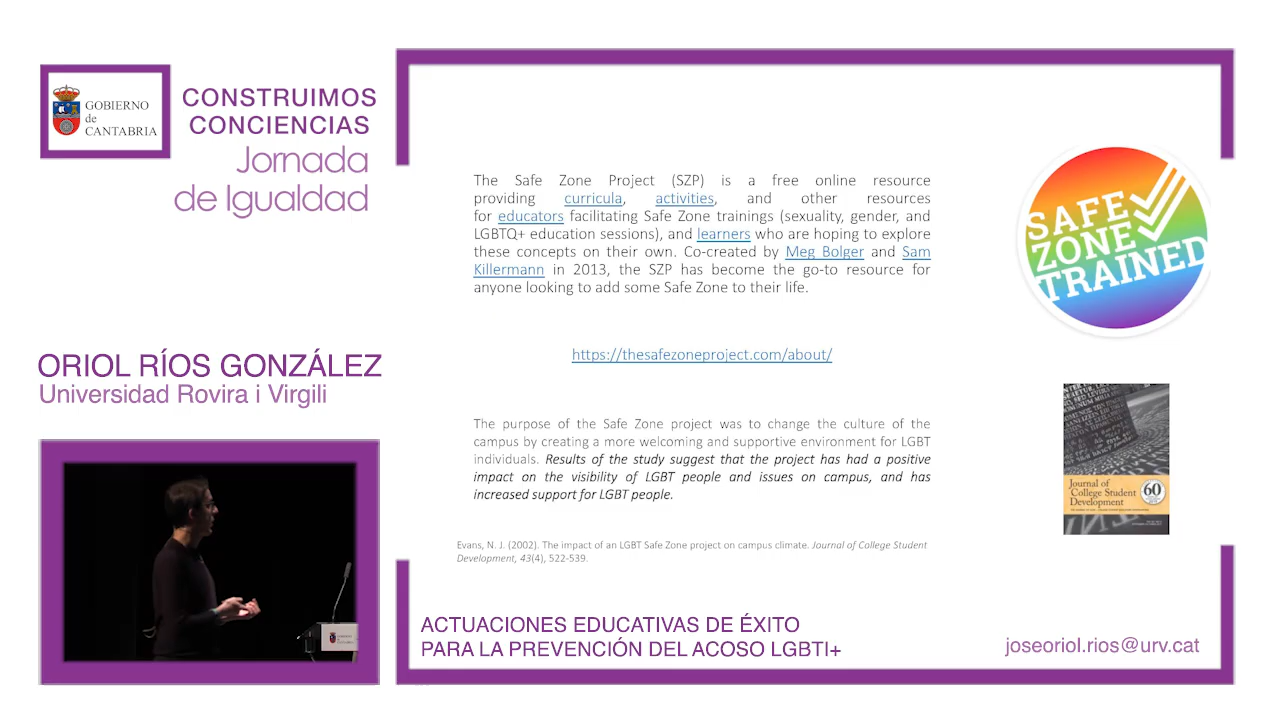 GOBIERNO
de
CANTABRIA
CONSTRUIMOS
CONCIENCIAS
Jornada
de Igualdad
ORIOL RÍOS GONZÁLEZ
Universidad Rovira i Virgili
The Safe Zone Project (SZP) is a free online resource
providing curricula, activities, and other resources
for educators facilitating Safe Zone trainings (sexuality, gender, and
LGBTQ+ education sessions), and learners who are hoping to explore
these concepts on their own. Co-created by Meg Bolger and Sam
Killermann in 2013, the SZP has become the go-to resource for
anyone looking to add some Safe Zone to their life.
https://thesafezoneproject.com/about/
The purpose of the Safe Zone project was to change the culture of the
campus by creating a more welcoming and supportive environment for LGBT
individuals. Results of the study suggest that the project has had a positive
impact on the visibility of LGBT people and issues on campus, and has
increased support for LGBT people.
Evans, N. J. (2002). The impact of an LGBT Safe Zone project on campus climate. Journal of College Student
Development, 43(4), 522-539.
SAFE
ZONE
TRAINED
Journal of
College Student
Development
60
ACTUACIONES EDUCATIVAS DE ÉXITO
PARA LA PREVENCIÓN DEL ACOSO LGBTI+
joseoriol.rios@urv.cat